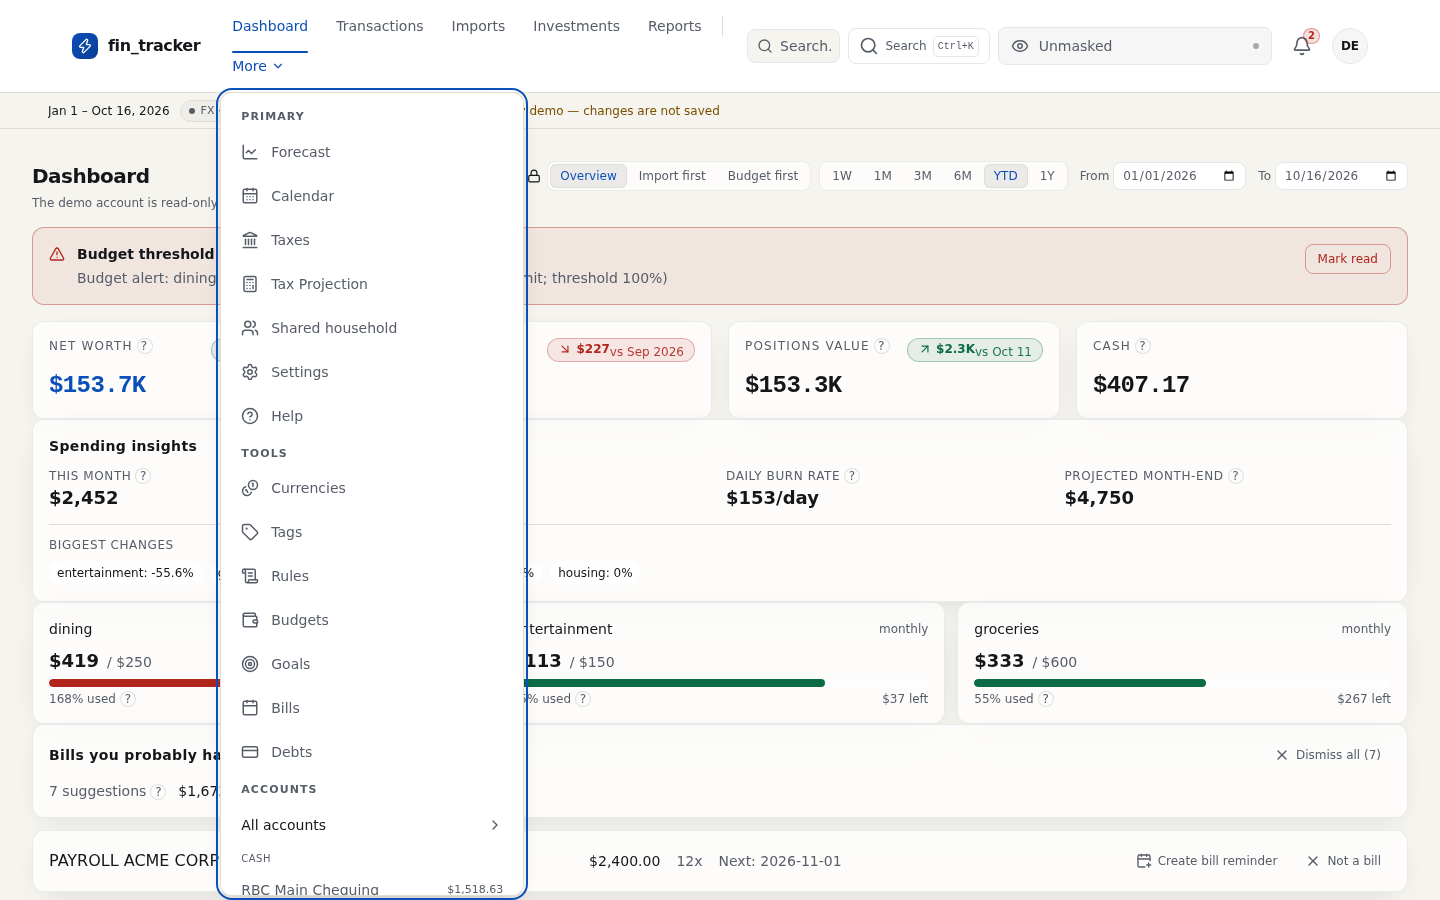 fin_tracker
Dashboard Transactions Imports Investments Reports
More
Search.
Search Ctrl+K
Unmasked
2
DE
Jan 1 – Oct 16, 2026 FX demo — changes are not saved
Dashboard
The demo account is read-only
Overview Import first Budget first
1W 1M 3M 6M YTD 1Y
From 01/01/2026 To 10/16/2026
Budget threshold
Budget alert: dining threshold 100%)
Mark read
PRIMARY
Forecast
Calendar
Taxes
Tax Projection
Shared household
Settings
Help
TOOLS
Currencies
Tags
Rules
Budgets
Goals
Bills
Debts
ACCOUNTS
All accounts
CASH
RBC Main Chequing $1,518.63
NET WORTH ?
$153.7K
$227 vs Sep 2026
POSITIONS VALUE ? $2.3K vs Oct 11
$153.3K
CASH ?
$407.17
Spending insights
THIS MONTH ?
$2,452
DAILY BURN RATE ?
$153/day
PROJECTED MONTH-END ?
$4,750
BIGGEST CHANGES
entertainment: -55.6% % housing: 0%
dining
$419 / $250
168% used ?
tertainment monthly
113 / $150
% used ? $37 left
groceries monthly
$333 / $600
55% used ? $267 left
Bills you probably ha
Dismiss all (7)
7 suggestions ? $1,67
PAYROLL ACME CORP $2,400.00 12x Next: 2026-11-01 Create bill reminder Not a bill